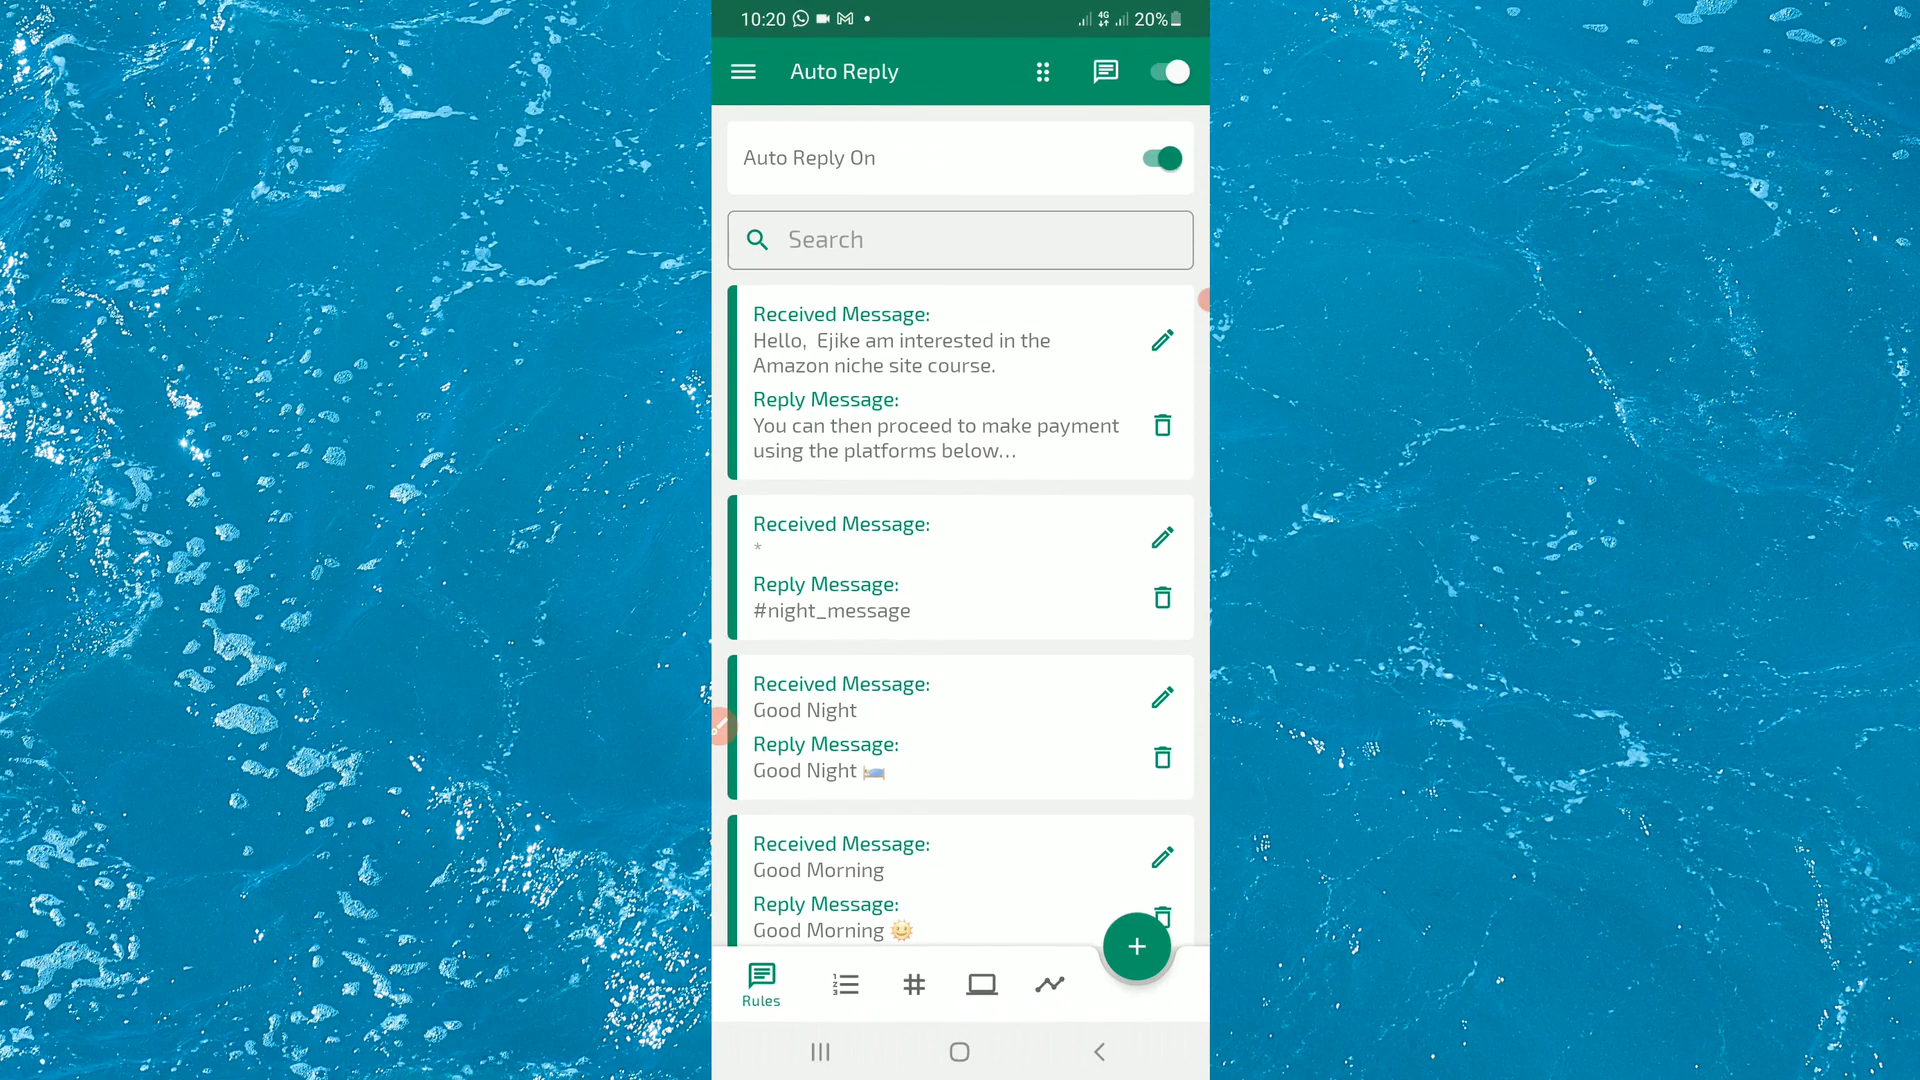 10:20 4G 20%
Auto Reply
Auto Reply On
Search
Received Message:
Hello,  Ejike am interested in the
Amazon niche site course.
Reply Message:
You can then proceed to make payment
using the platforms below...
Received Message:
*
Reply Message:
#night_message
Received Message:
Good Night
Reply Message:
Good Night 🛌
Received Message:
Good Morning
Reply Message:
Good Morning 🌞
Rules